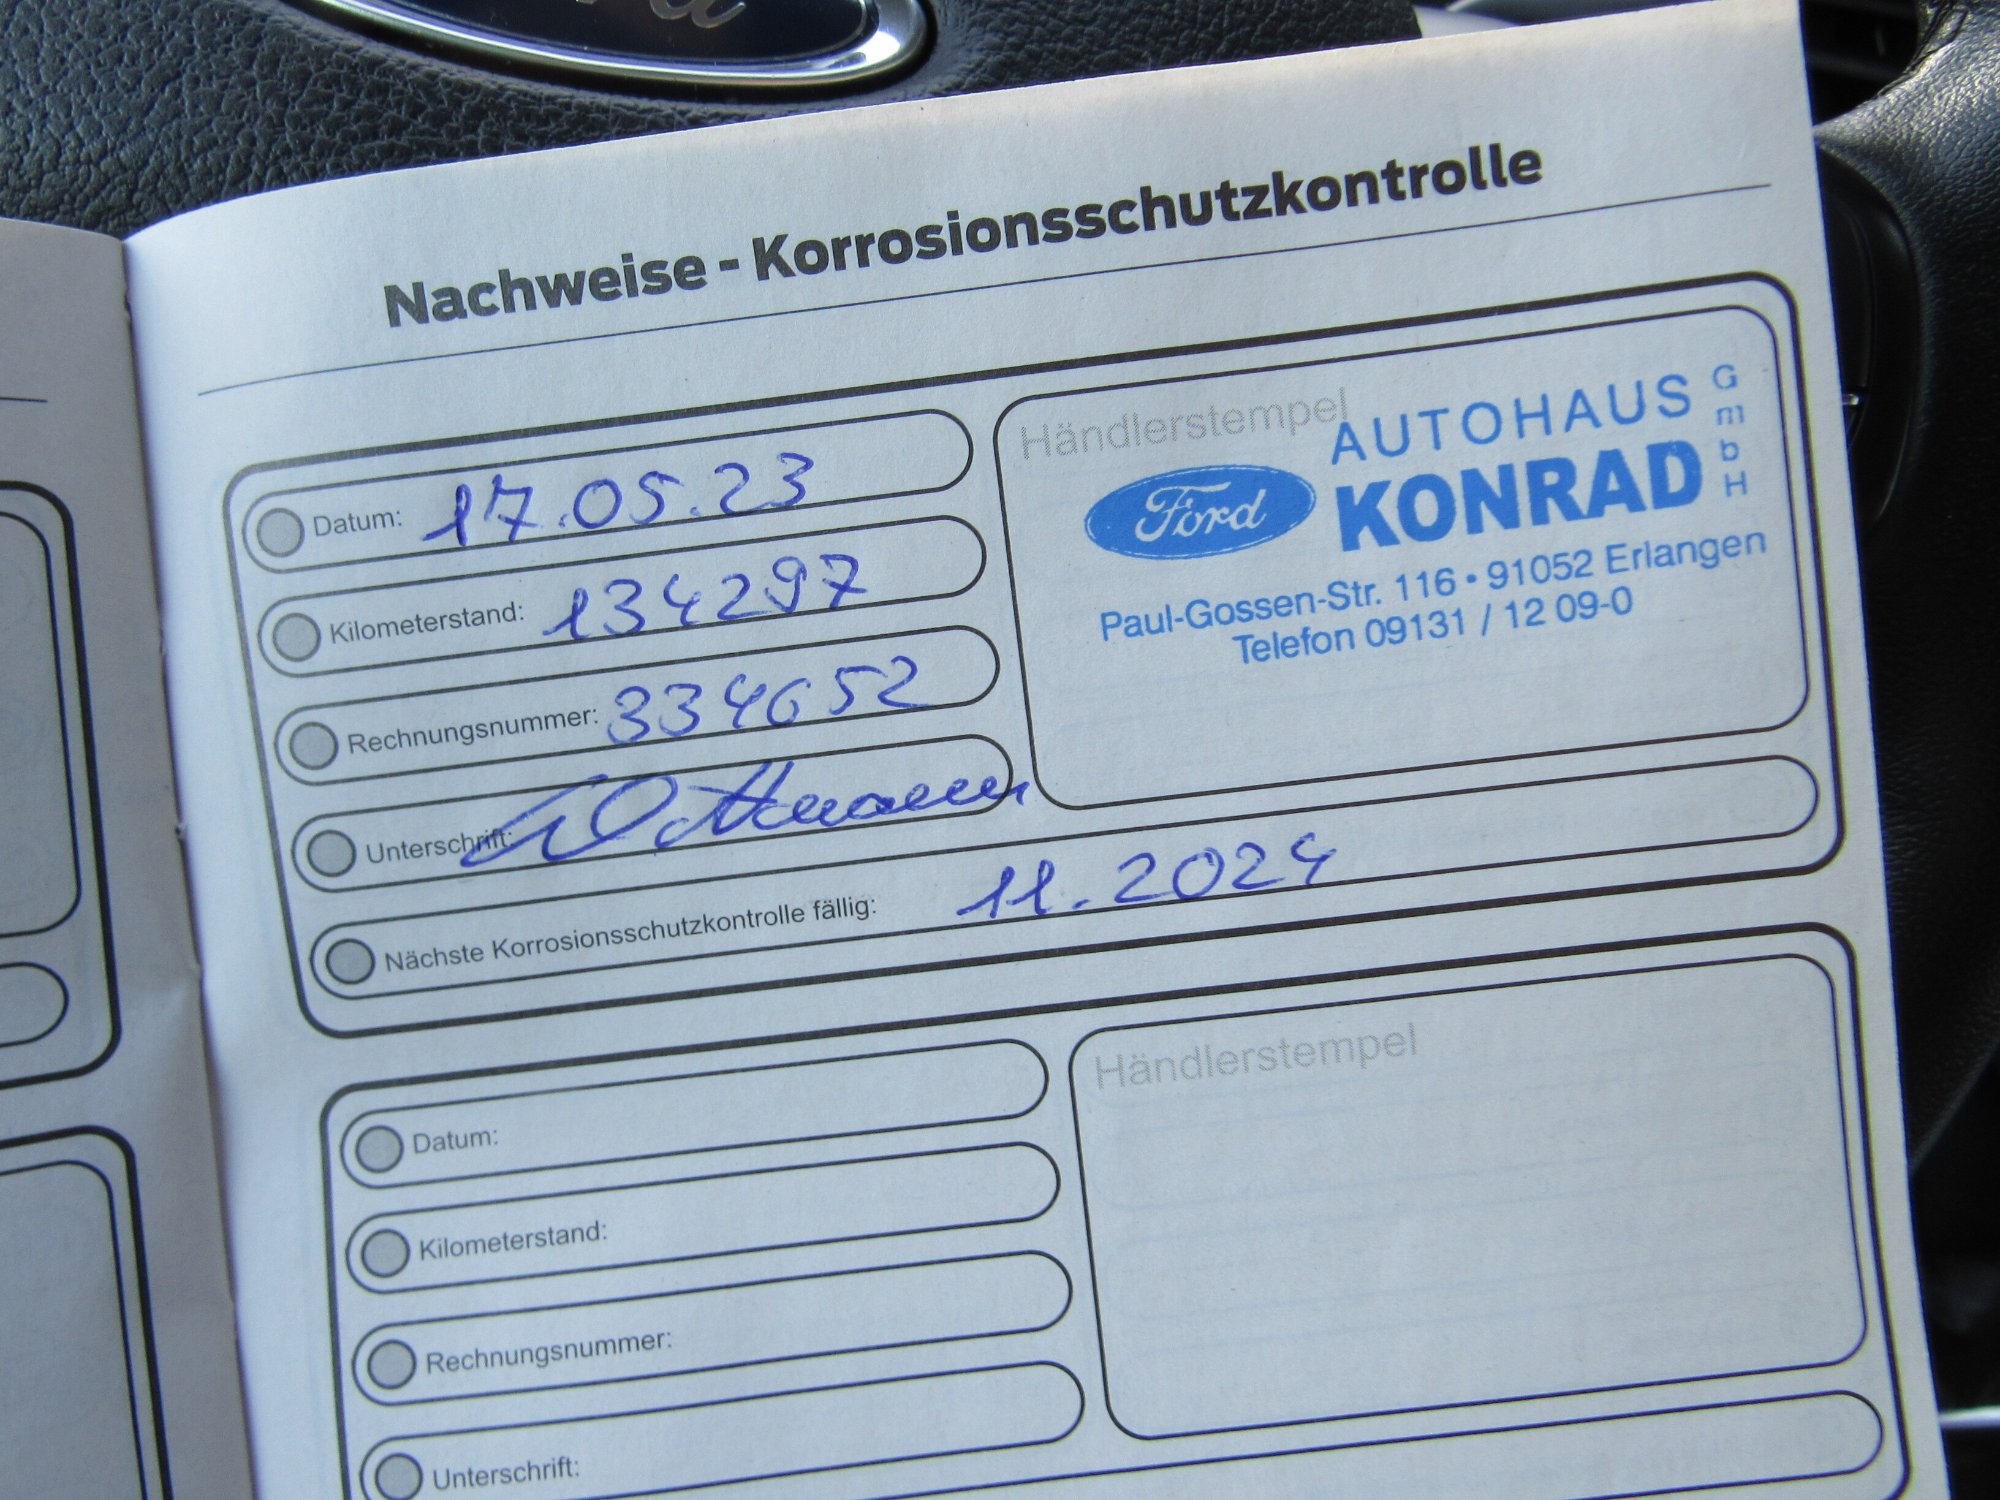 Nachweise - Korrosionsschutzkontrolle
Datum: 17.05.23
Kilometerstand: 134297
Rechnungsnummer: 334652
Unterschrift:
Nächste Korrosionsschutzkontrolle fällig: 11.2024
Händlerstempel
AUTOHAUS
KONRAD
GmbH
Ford
Paul-Gossen-Str. 116 • 91052 Erlangen
Telefon 09131 / 12 09-0
Datum:
Kilometerstand:
Rechnungsnummer:
Unterschrift:
Händlerstempel